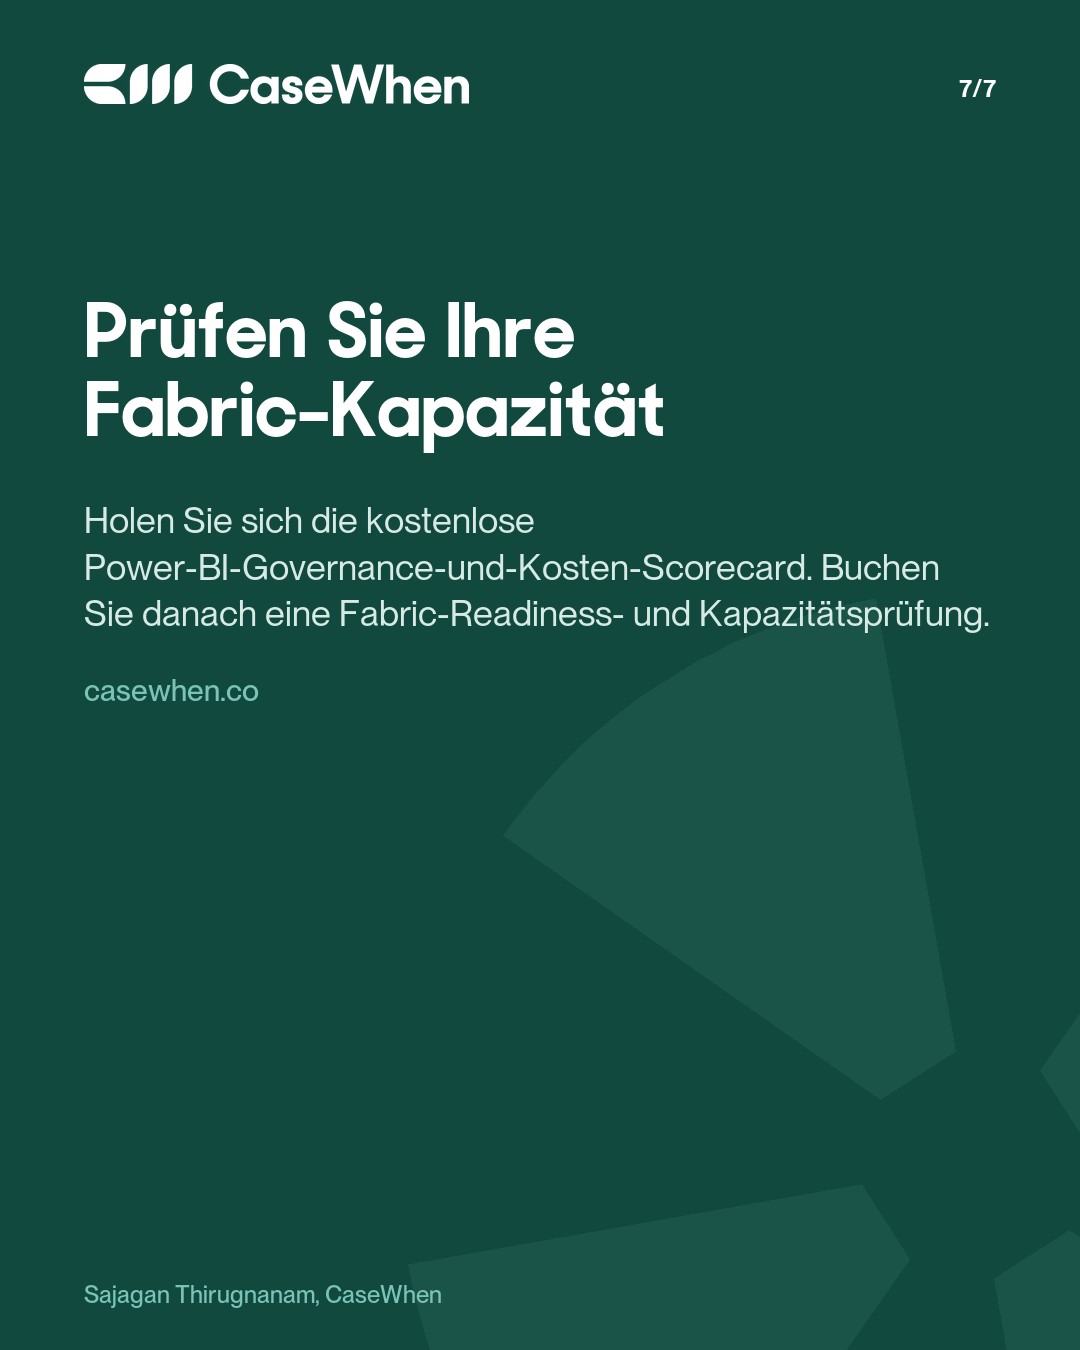 CaseWhen
7/7
Prüfen Sie Ihre
Fabric-Kapazität
Holen Sie sich die kostenlose
Power-BI-Governance-und-Kosten-Scorecard. Buchen
Sie danach eine Fabric-Readiness- und Kapazitätsprüfung.
casewhen.co
Sajagan Thirugnanam, CaseWhen